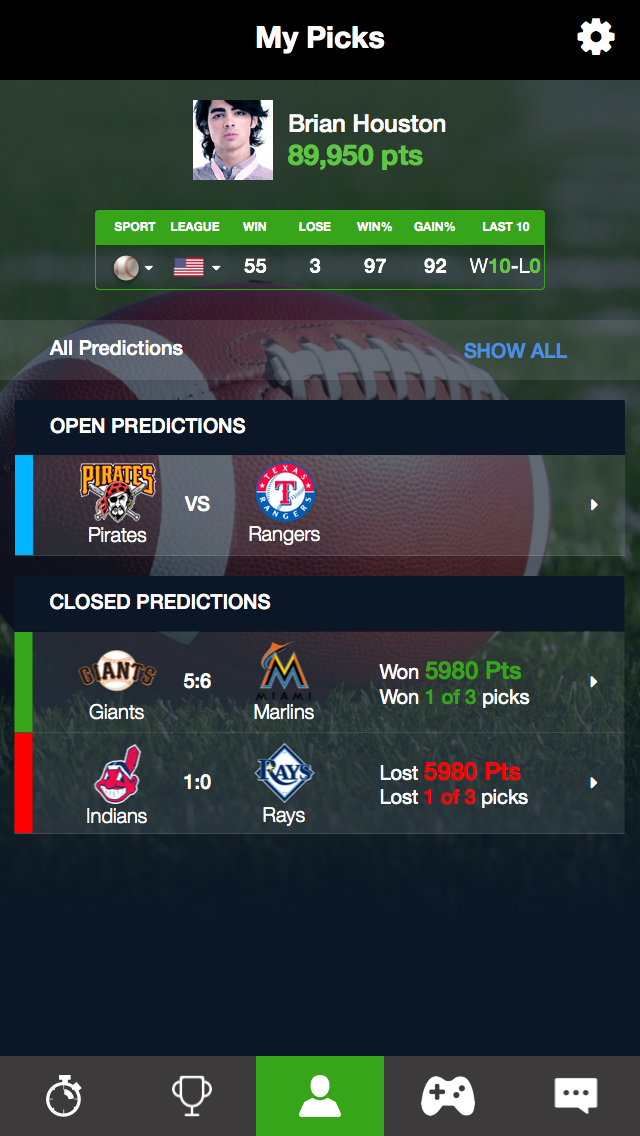 My Picks
Brian Houston
89,950 pts
SPORT LEAGUE WIN LOSE WIN% GAIN% LAST 10
55 3 97 92 W10-L0
All Predictions SHOW ALL
OPEN PREDICTIONS
PIRATES VS TEXAS T RANGERS
Pirates Rangers
CLOSED PREDICTIONS
GIANTS 5:6 M MIAMI Won 5980 Pts
Giants Marlins Won 1 of 3 picks
1:0 RAYS Lost 5980 Pts
Indians Rays Lost 1 of 3 picks